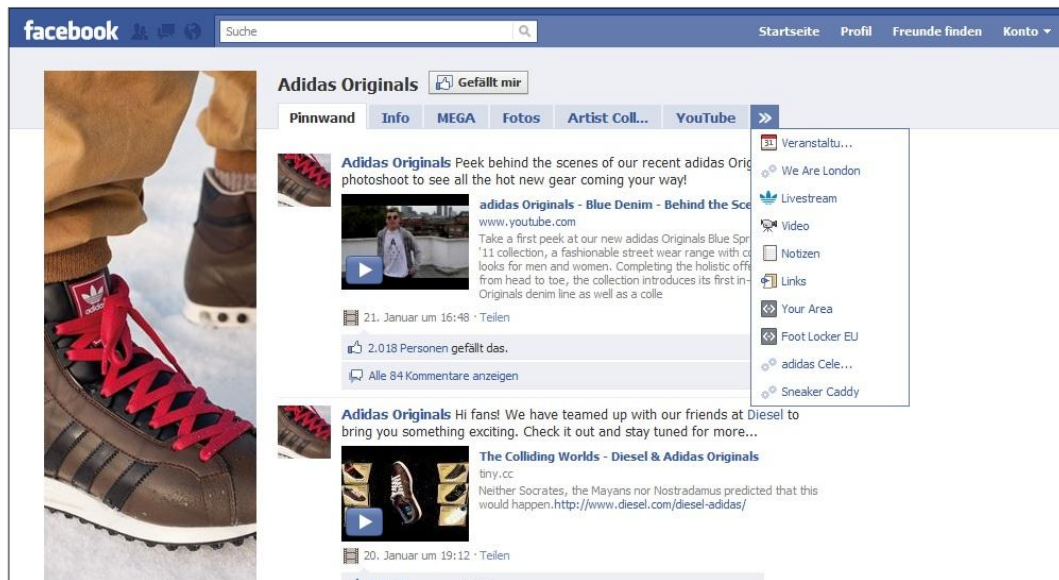 facebook
Suche
Startseite Profil Freunde finden Konto
Adidas Originals Gefällt mir
Pinnwand Info MEGA Fotos Artist Coll... YouTube
31 Veranstaltu...
We Are London
Livestream
Video
Notizen
Links
Your Area
Foot Locker EU
adidas Cele...
Sneaker Caddy
Adidas Originals Peek behind the scenes of our recent adidas Orig
photoshoot to see all the hot new gear coming your way!
adidas Originals - Blue Denim - Behind the Sce
www.youtube.com
Take a first peek at our new adidas Originals Blue Spr
'11 collection, a fashionable street wear range with co
looks for men and women. Completing the holistic offe
from head to toe, the collection introduces its first in-
Originals denim line as well as a colle
21. Januar um 16:48 · Teilen
2.018 Personen gefällt das.
Alle 84 Kommentare anzeigen
Adidas Originals Hi fans! We have teamed up with our friends at Diesel to
bring you something exciting. Check it out and stay tuned for more...
The Colliding Worlds - Diesel & Adidas Originals
tiny.cc
Neither Socrates, the Mayans nor Nostradamus predicted that this
would happen.http://www.diesel.com/diesel-adidas/
20. Januar um 19:12 · Teilen
adidas